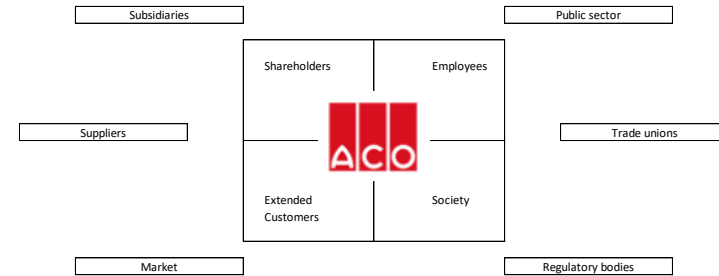 Subsidiaries
Public sector
Shareholders
Employees
Suppliers
ACO
Trade unions
Extended
Customers
Society
Market
Regulatory bodies